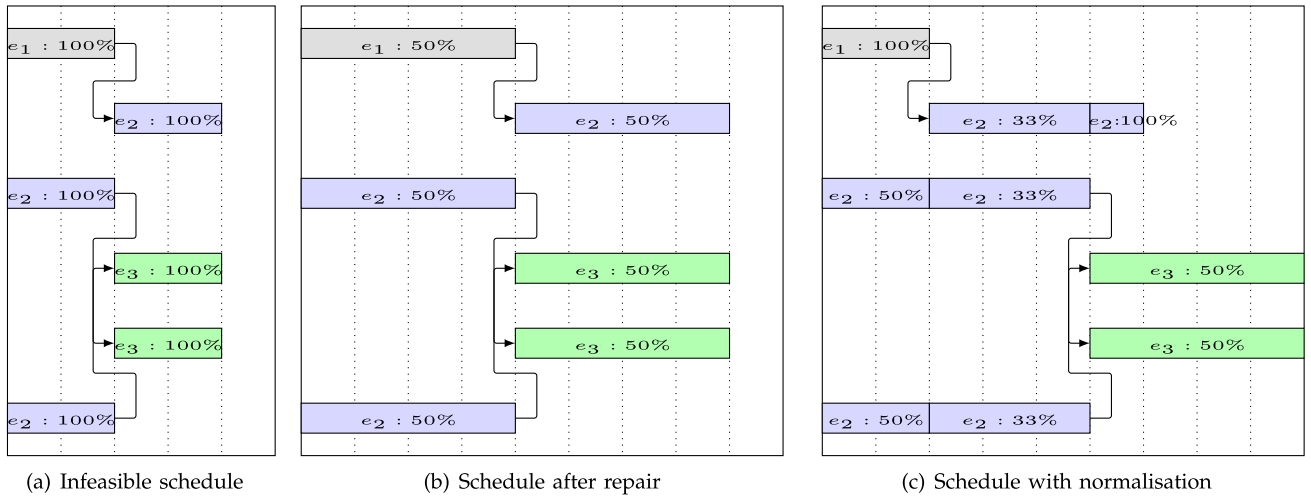 e₁ : 100%
e₂ : 100%
e₂ : 100%
e₃ : 100%
e₃ : 100%
e₂ : 100%
(a) Infeasible schedule
e₁ : 50%
e₂ : 50%
e₂ : 50%
e₃ : 50%
e₃ : 50%
e₂ : 50%
(b) Schedule after repair
e₁ : 100%
e₂ : 33% e₂:100%
e₂ : 50% e₂ : 33%
e₃ : 50%
e₃ : 50%
e₂ : 50% e₂ : 33%
(c) Schedule with normalisation